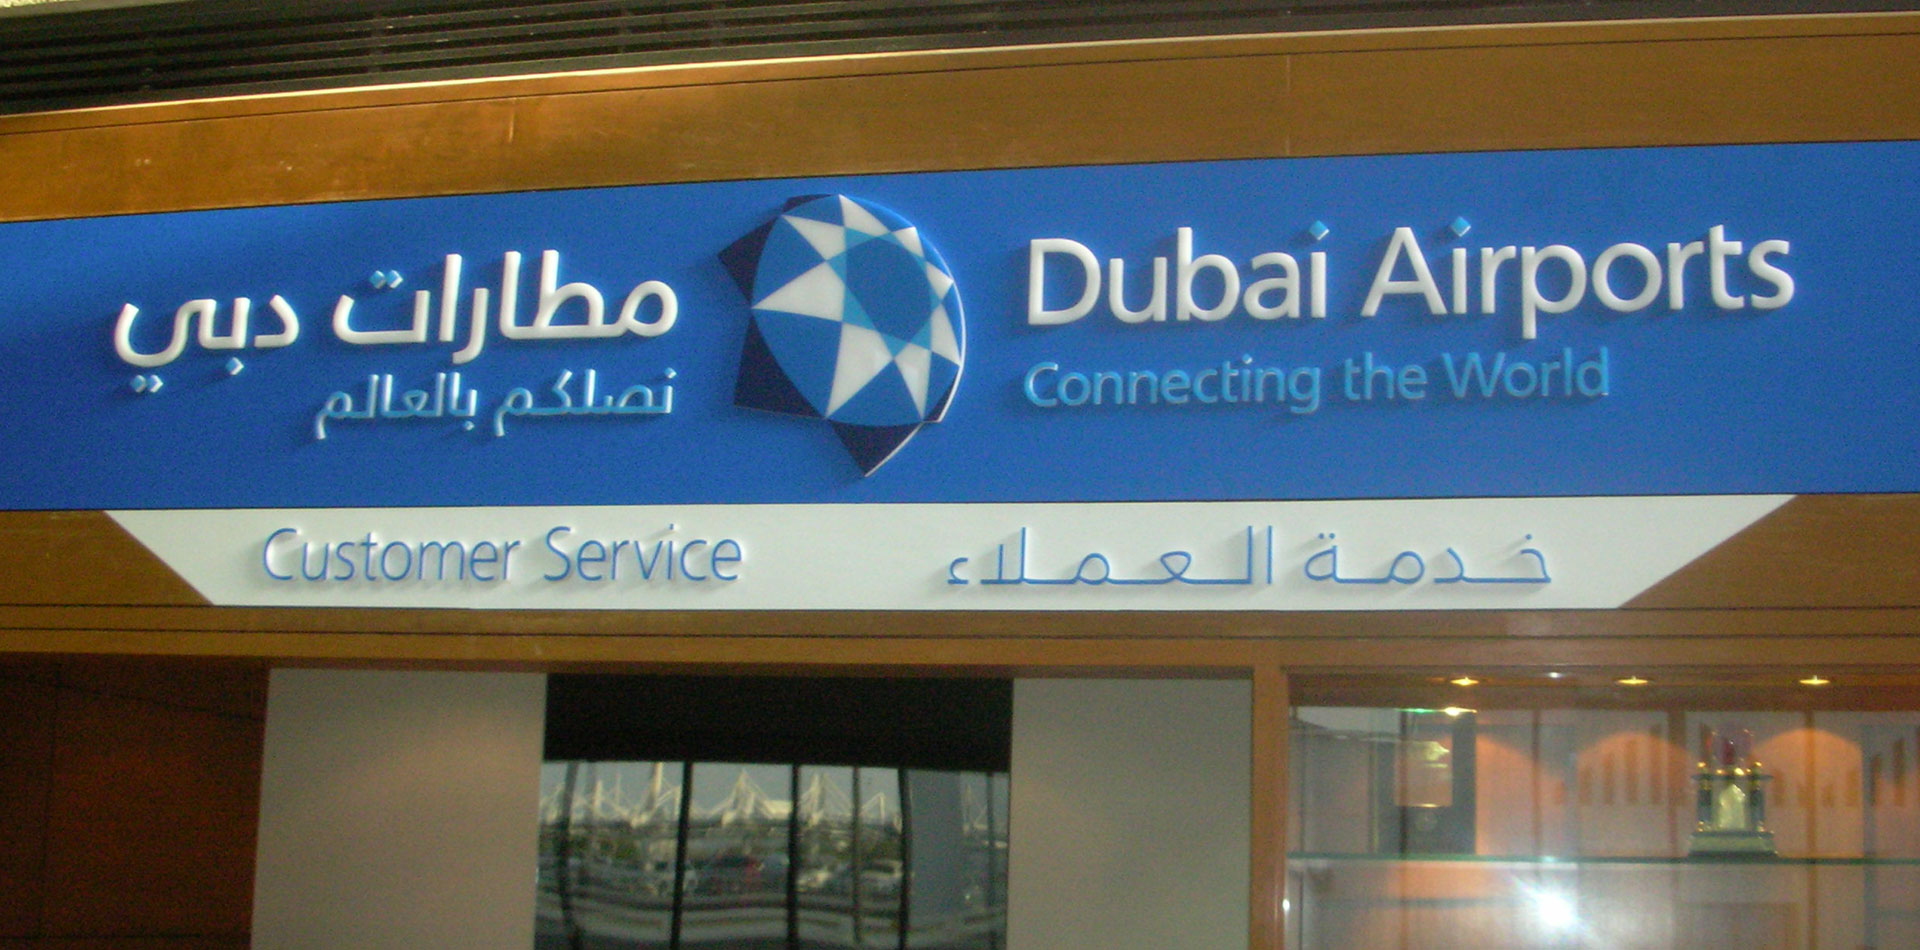 مطارات دبي
نصلكم بالعالم
Dubai Airports
Connecting the World
Customer Service
خدمة العملاء